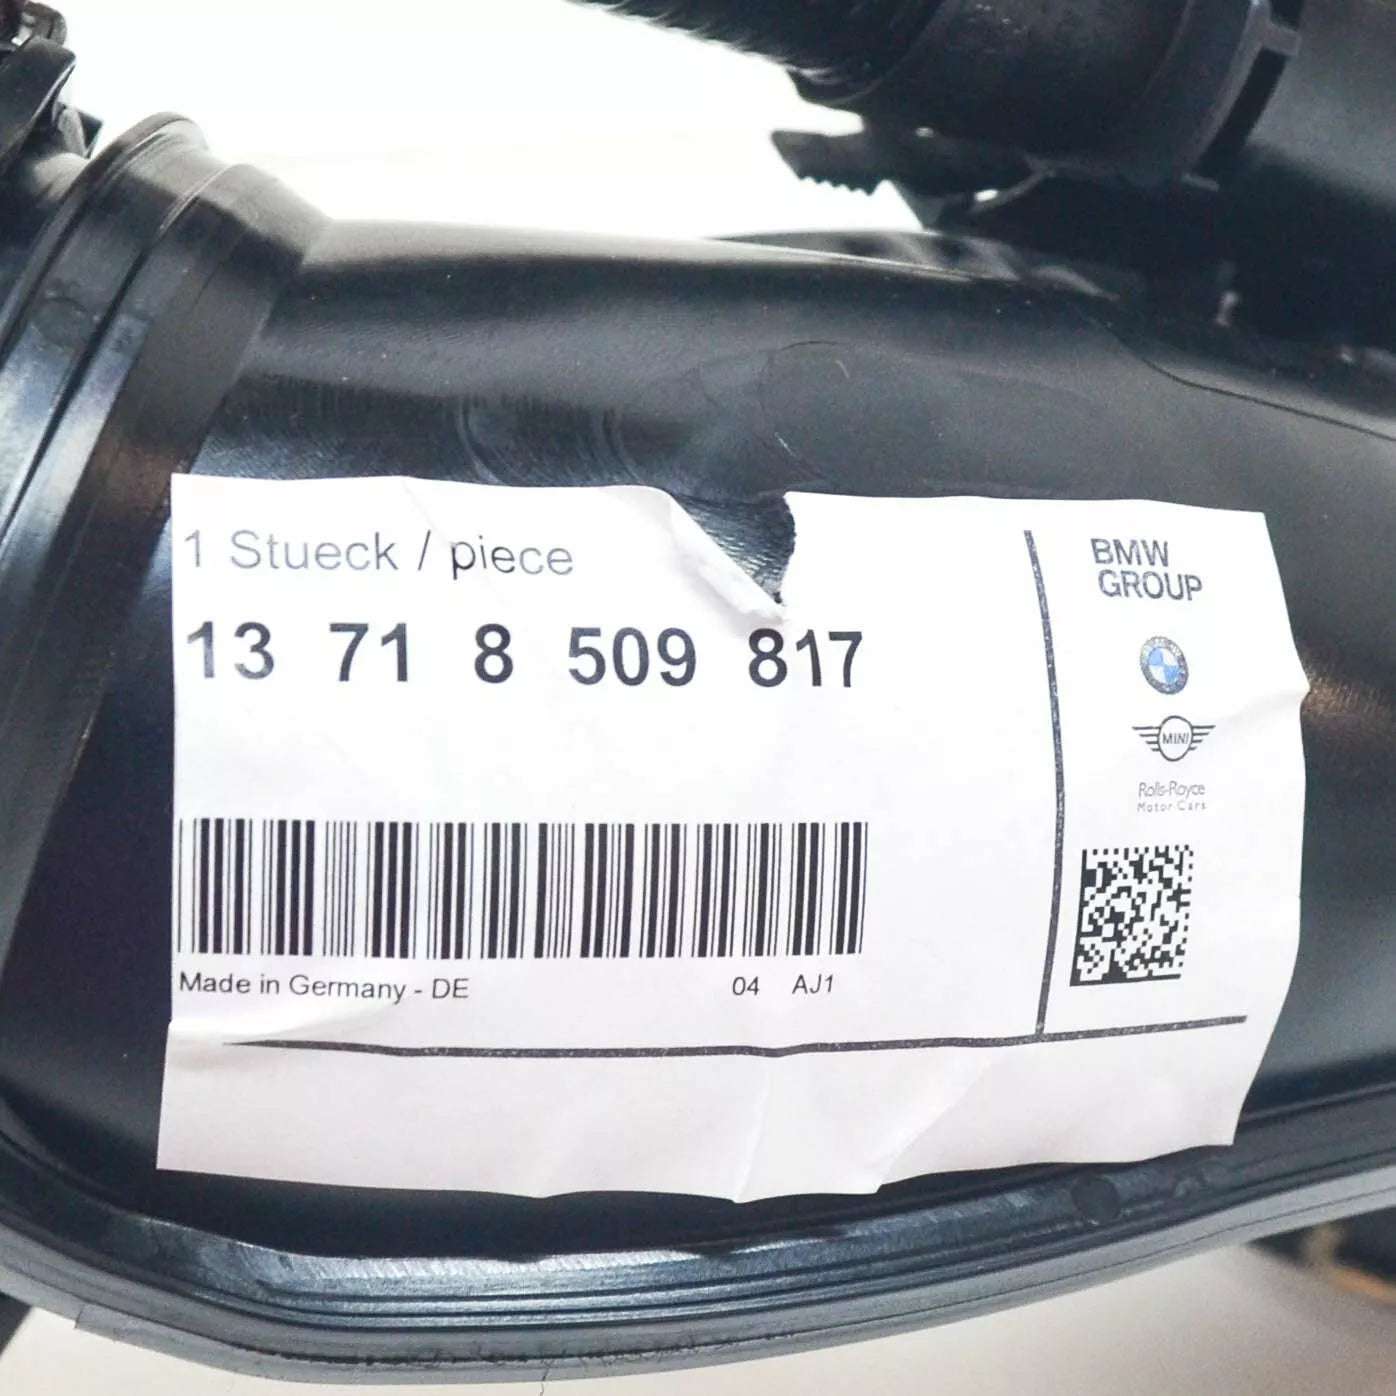 1 Stueck / piece
13 71 8 509 817
Made in Germany - DE 04 AJ1
BMW
GROUP
MINI
Rolls-Royce
Motor Cars